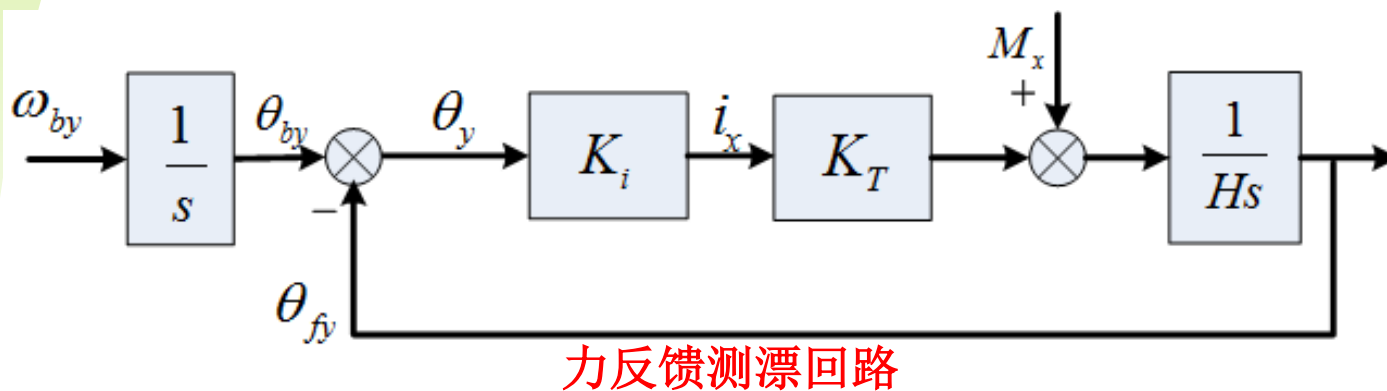 M_x
+
ω_by
1/s
θ_by
θ_y
K_i
i_x
K_T
1/Hs
−
θ_fy
力反馈测漂回路